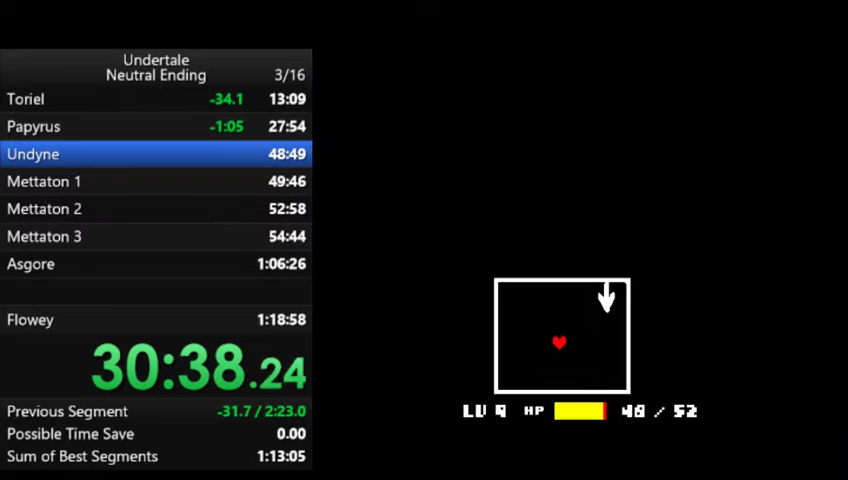 Undertale
Neutral Ending 3/16
Toriel -34.1 13:09
Papyrus -1:05 27:54
Undyne 48:49
Mettaton 1 49:46
Mettaton 2 52:58
Mettaton 3 54:44
Asgore 1:06:26
Flowey 1:18:58
30:38.24
Previous Segment -31.7 / 2:23.0
Possible Time Save 0.00
Sum of Best Segments 1:13:05
LV 9 HP 48 / 52